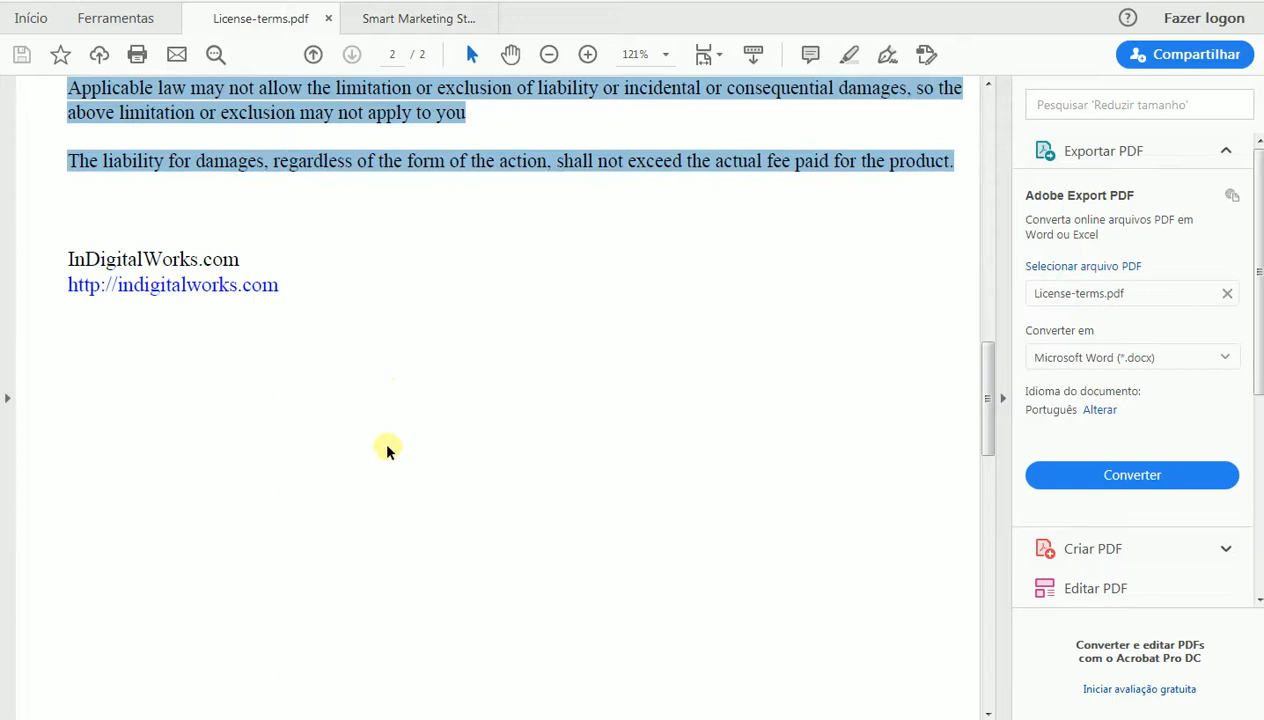 Início Ferramentas License-terms.pdf × Smart Marketing St... ? Fazer logon
2 / 2 121% Compartilhar
Applicable law may not allow the limitation or exclusion of liability or incidental or consequential damages, so the
above limitation or exclusion may not apply to you
The liability for damages, regardless of the form of the action, shall not exceed the actual fee paid for the product.
InDigitalWorks.com
http://indigitalworks.com
Pesquisar 'Reduzir tamanho'
Exportar PDF
Adobe Export PDF
Converta online arquivos PDF em
Word ou Excel
Selecionar arquivo PDF
License-terms.pdf
Converter em
Microsoft Word (*.docx)
Idioma do documento:
Português Alterar
Converter
Criar PDF
Editar PDF
Converter e editar PDFs
com o Acrobat Pro DC
Iniciar avaliação gratuita